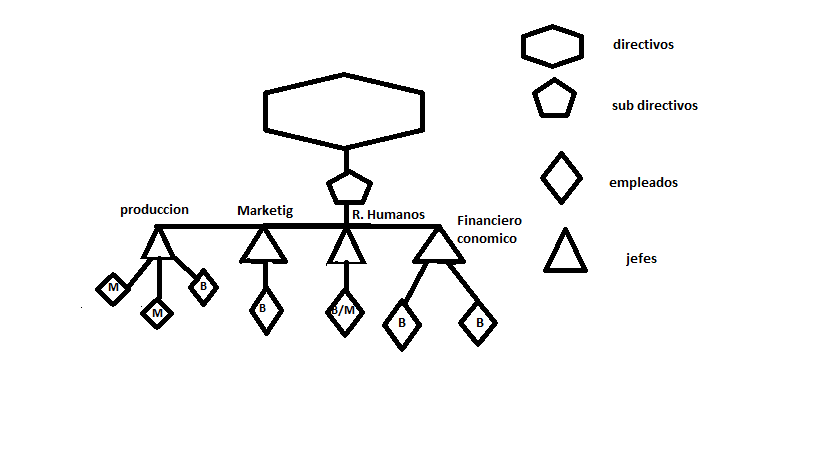 directivos
sub directivos
empleados
jefes
produccion
Marketig
R. Humanos
Financiero
conomico
M
M
B
B
B/M
B
B